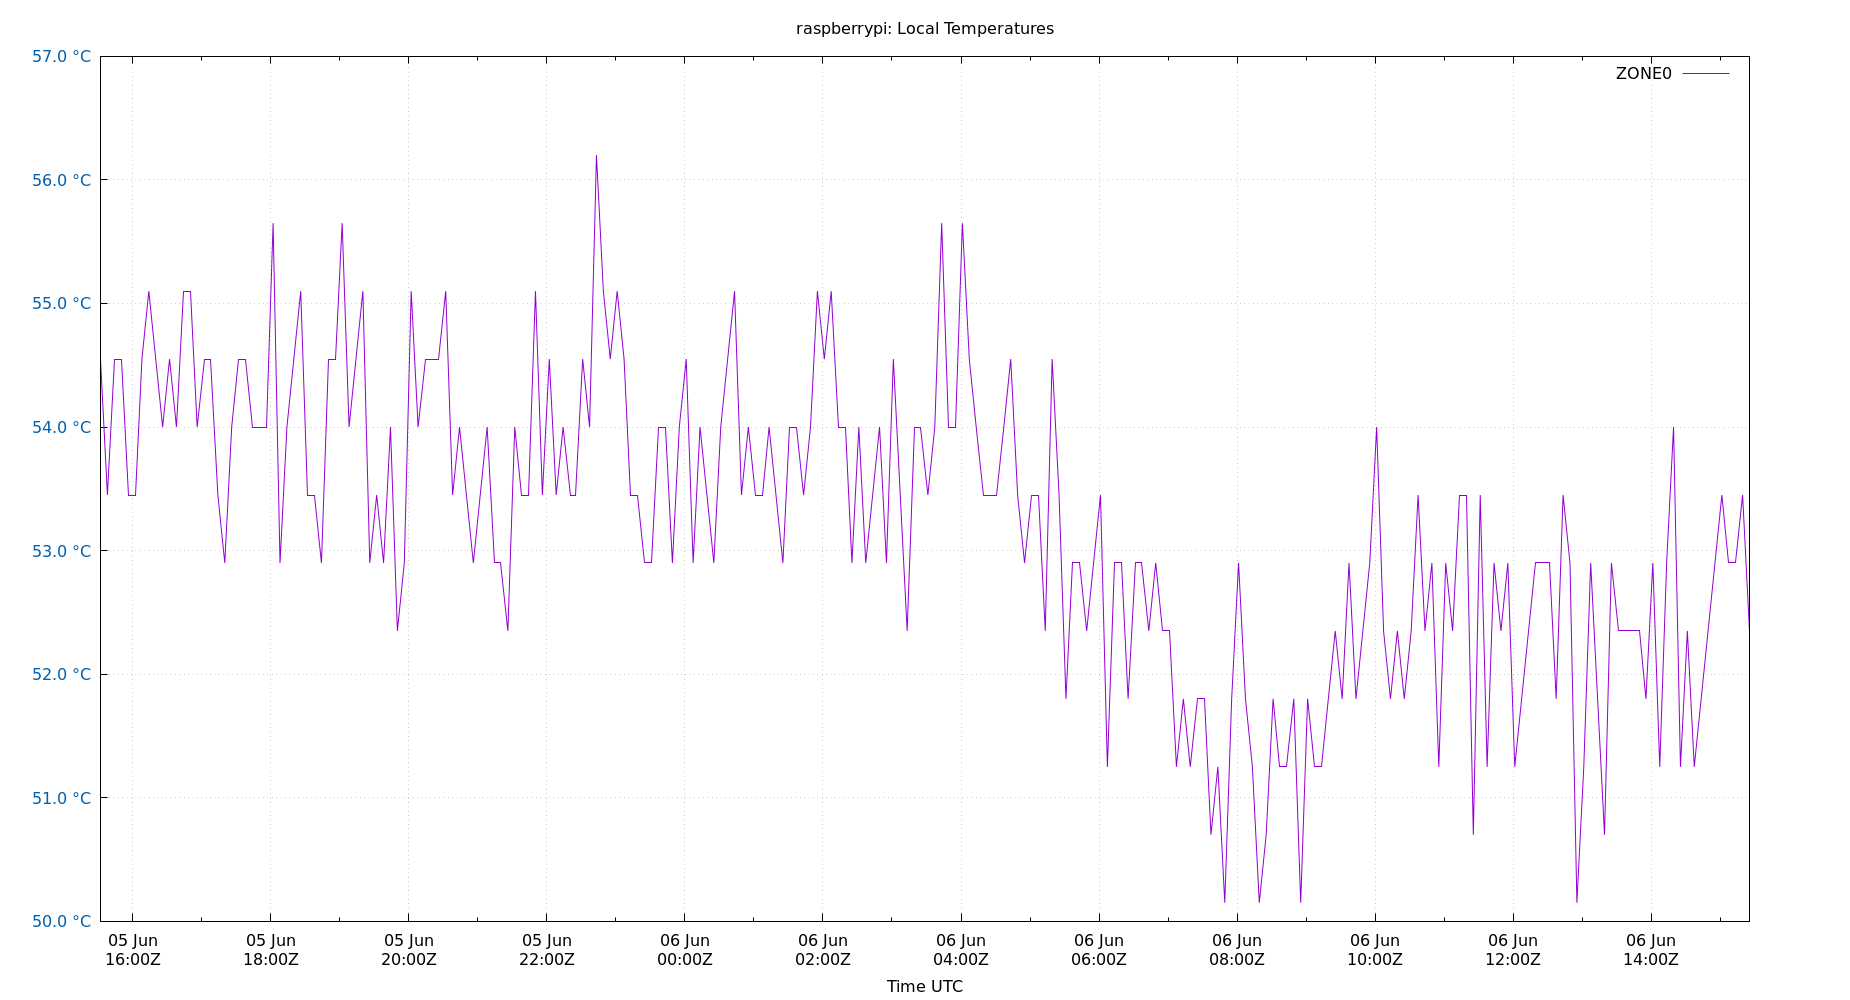 raspberrypi: Local Temperatures
57.0 °C
ZONE0
56.0 °C
55.0 °C
54.0 °C
53.0 °C
52.0 °C
51.0 °C
50.0 °C
05 Jun 05 Jun 05 Jun 05 Jun 06 Jun 06 Jun 06 Jun 06 Jun 06 Jun 06 Jun 06 Jun 06 Jun
16:00Z 18:00Z 20:00Z 22:00Z 00:00Z 02:00Z 04:00Z 06:00Z 08:00Z 10:00Z 12:00Z 14:00Z
Time UTC